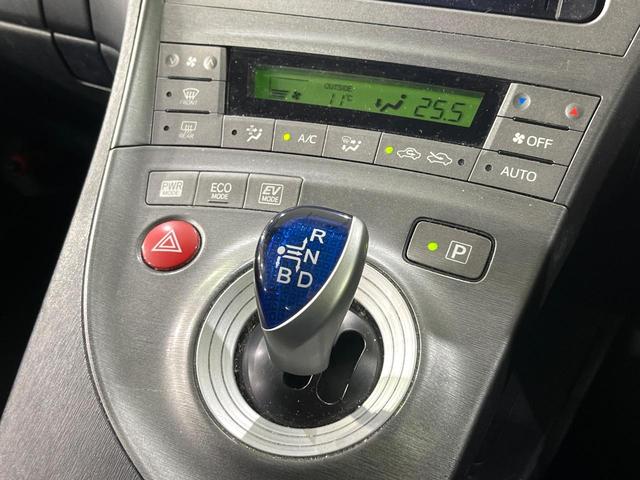 OUTSIDE
11°c 25.5
FRONT
REAR
A/C
OFF
AUTO
PWR MODE
ECO MODE
EV MODE
R
N
B D
P